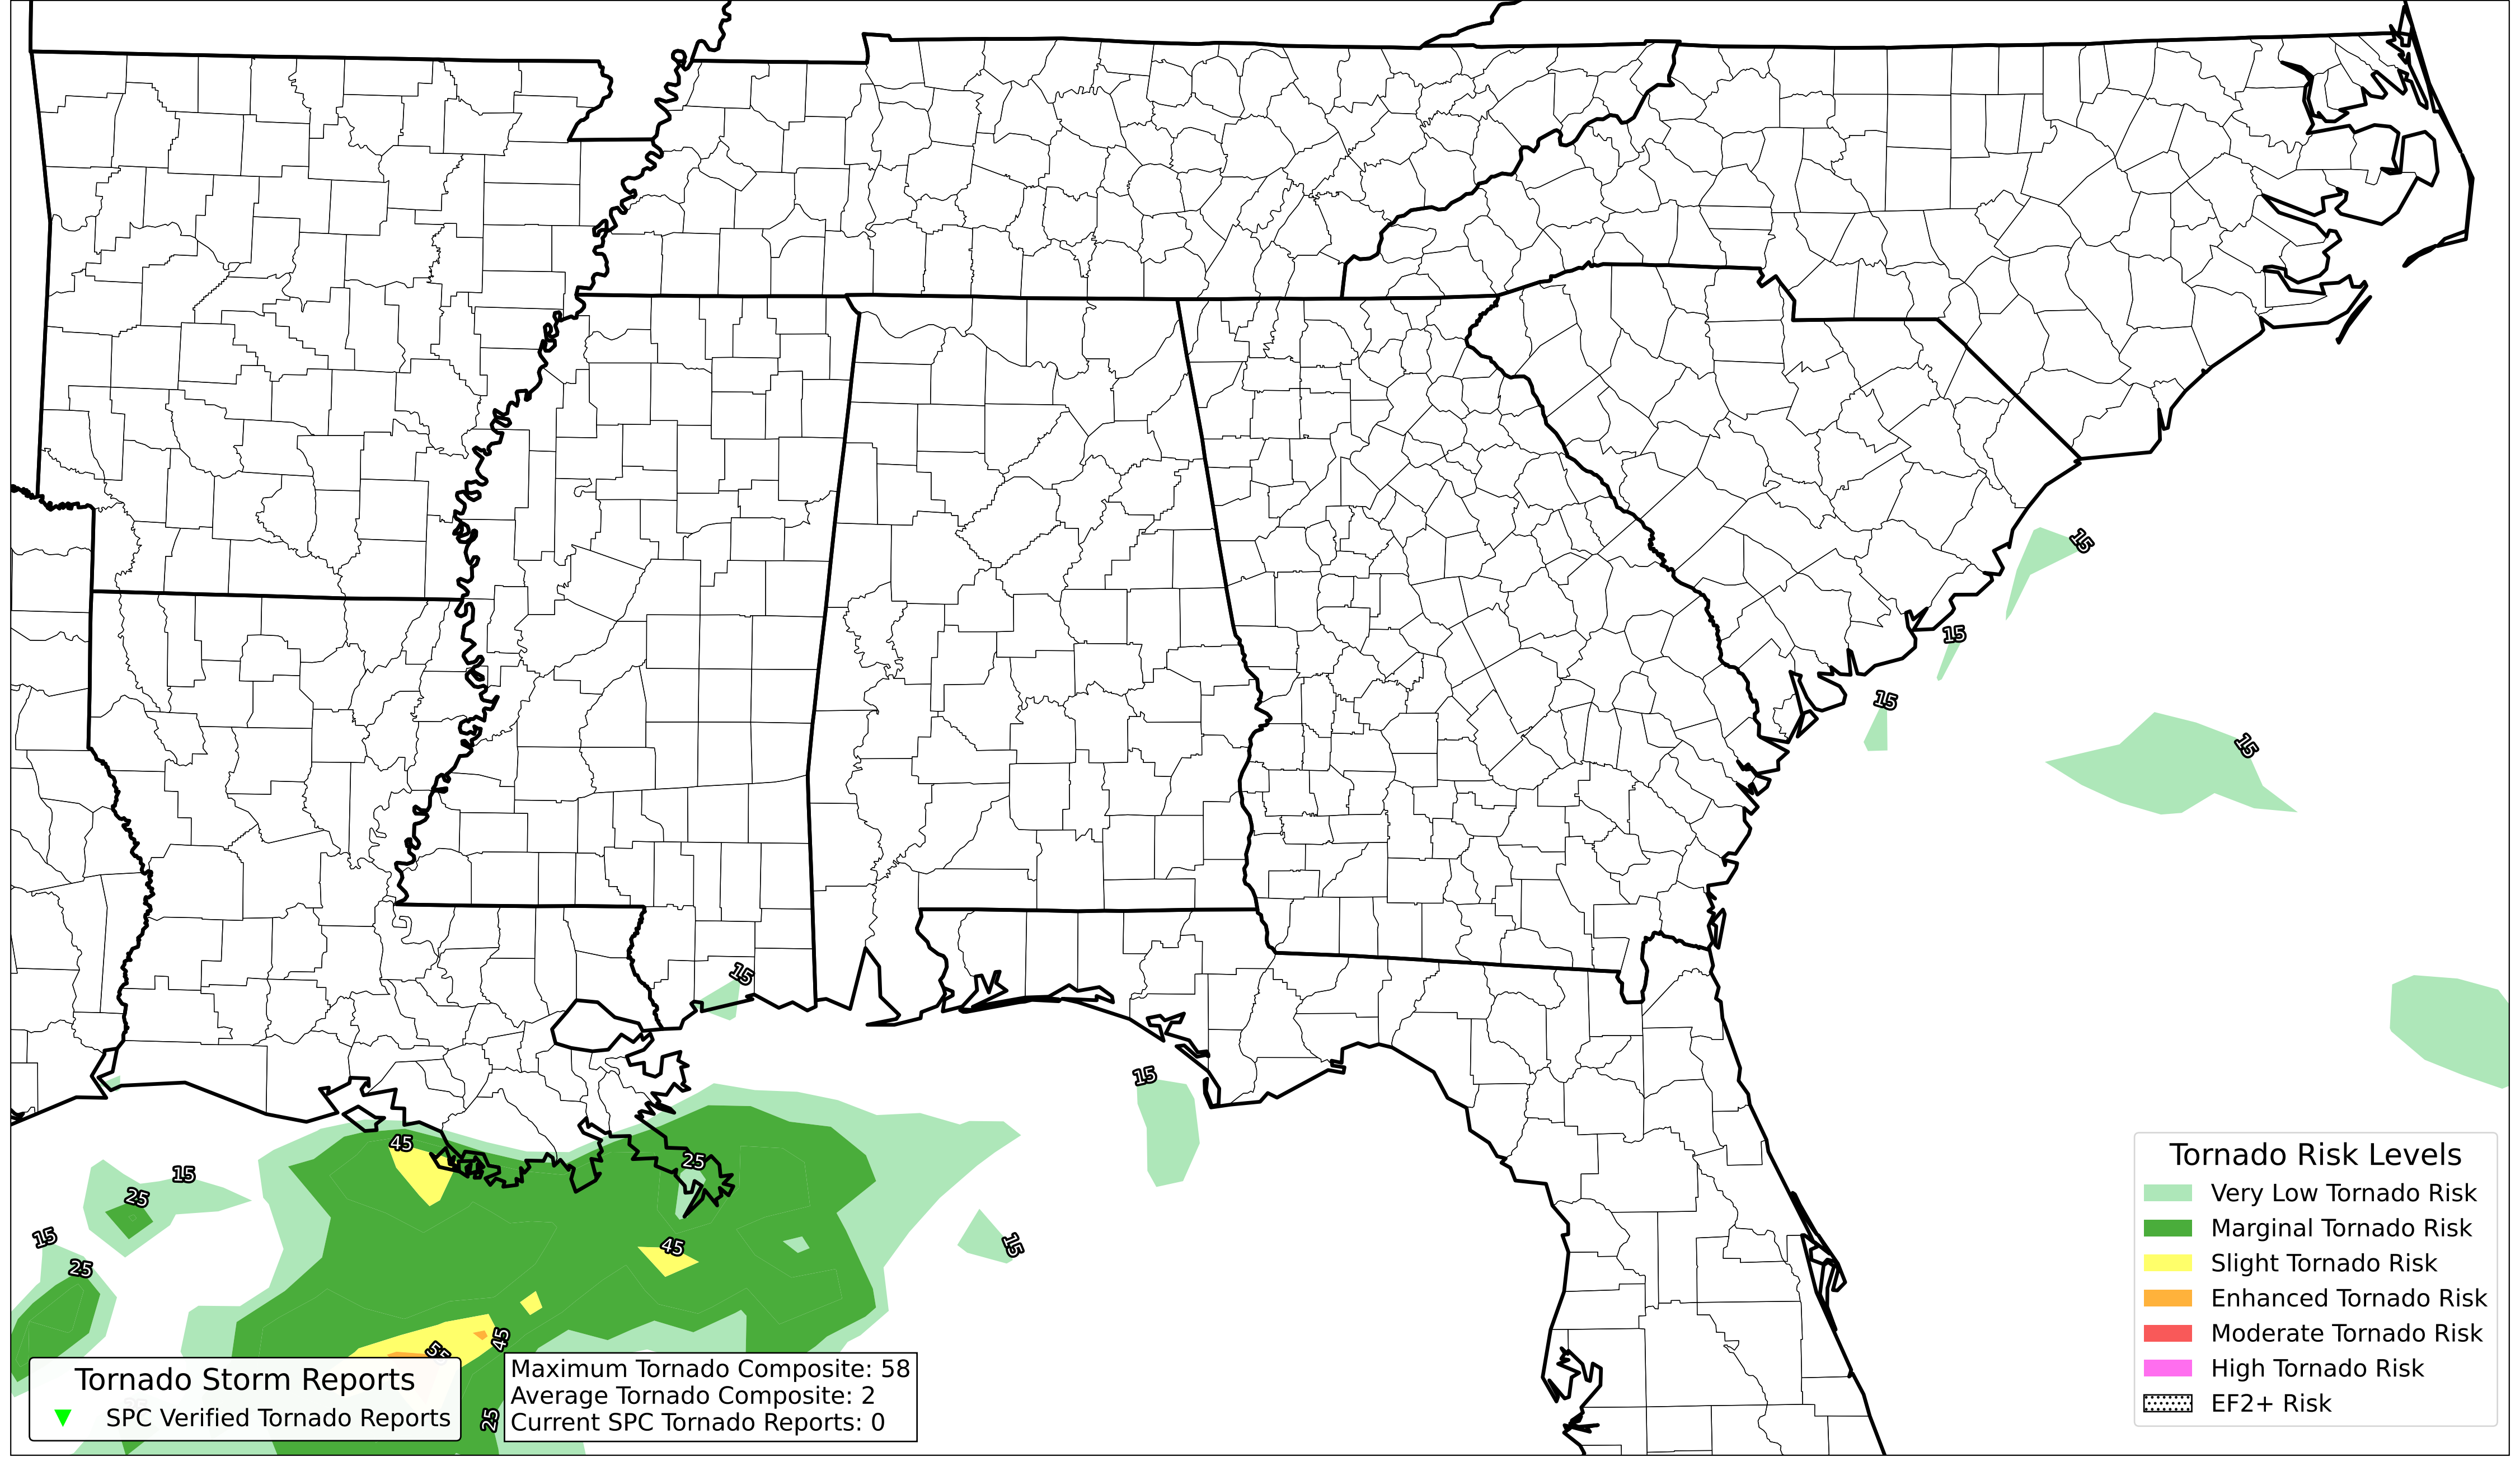 15
15
15
15
15
15
45
25
15
25
15
45
15
25
45
55
25
Tornado Storm Reports
SPC Verified Tornado Reports
Maximum Tornado Composite: 58
Average Tornado Composite: 2
Current SPC Tornado Reports: 0
Tornado Risk Levels
Very Low Tornado Risk
Marginal Tornado Risk
Slight Tornado Risk
Enhanced Tornado Risk
Moderate Tornado Risk
High Tornado Risk
EF2+ Risk